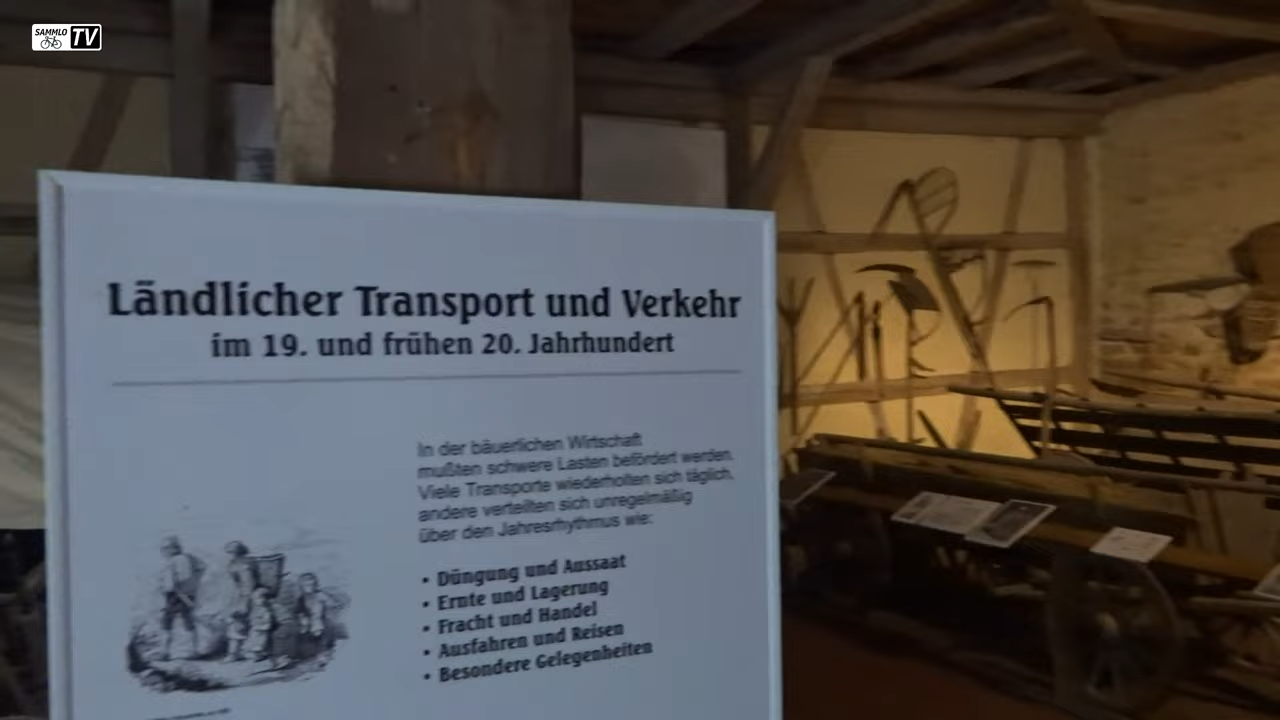 SAMMLO TV
Ländlicher Transport und Verkehr
im 19. und frühen 20. Jahrhundert
In der bäuerlichen Wirtschaft
mußten schwere Lasten befördert werden.
Viele Transporte wiederholten sich täglich,
andere verteilten sich unregelmäßig
über den Jahresrhythmus wie:
• Düngung und Aussaat
• Ernte und Lagerung
• Fracht und Handel
• Ausfahren und Reisen
• Besondere Gelegenheiten